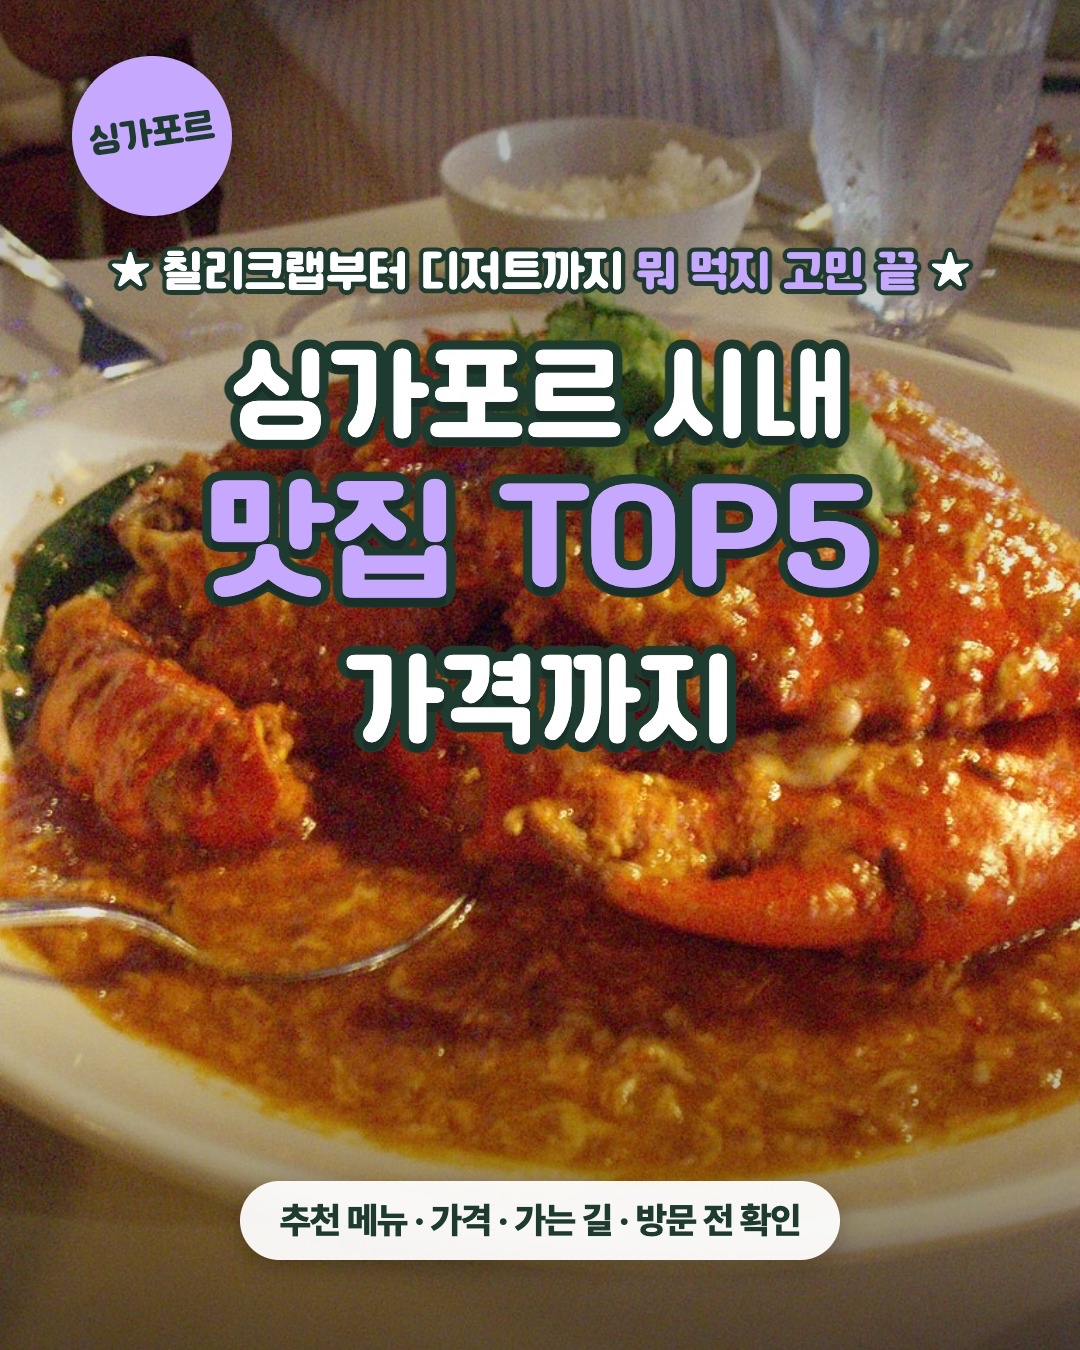 싱가포르
★ 칠리크랩부터 디저트까지 뭐 먹지 고민 끝 ★
싱가포르 시내
맛집 TOP5
가격까지
추천 메뉴 · 가격 · 가는 길 · 방문 전 확인